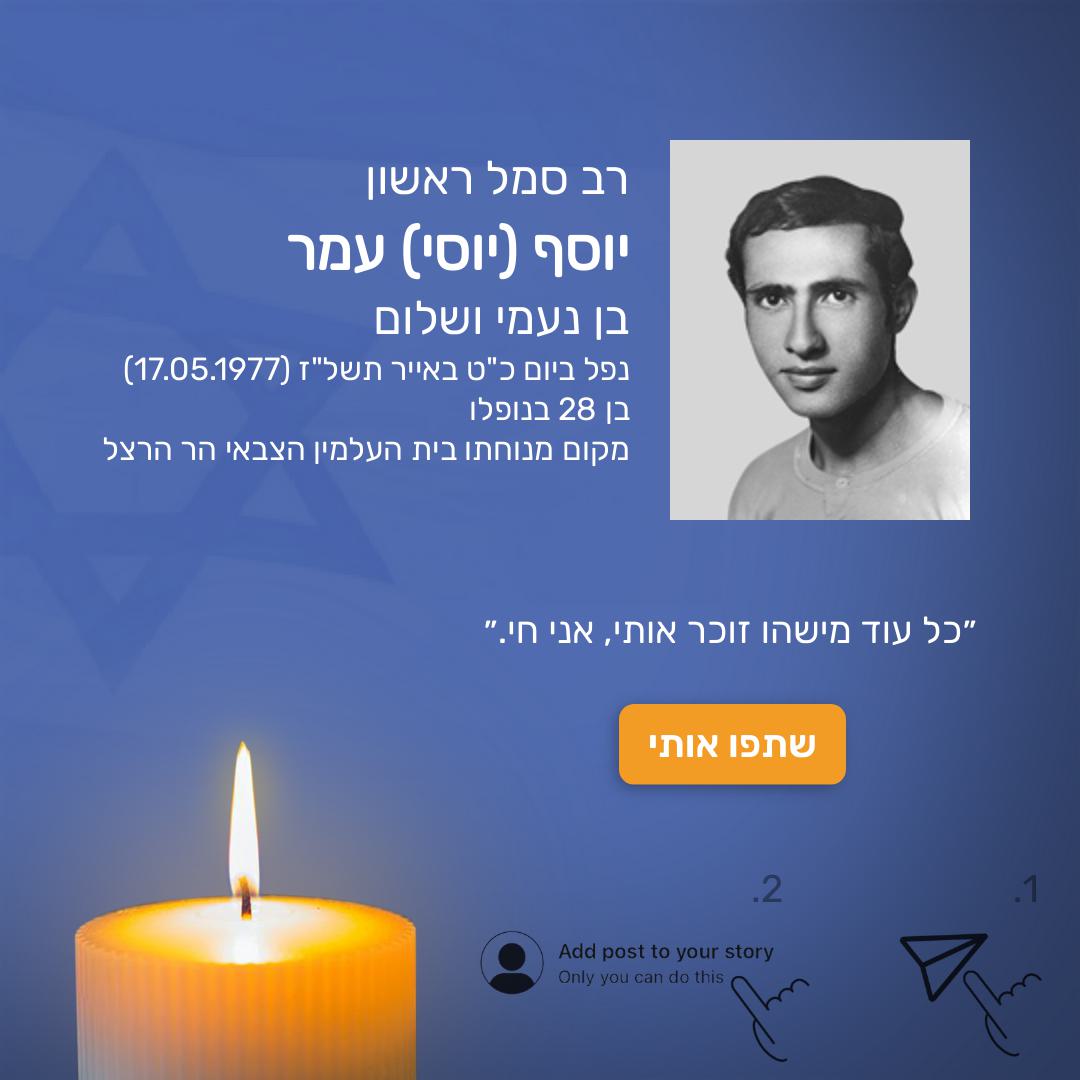 רב סמל ראשון
יוסף (יוסי) עמר
בן נעמי ושלום
נפל ביום כ"ט באייר תשל"ז (17.05.1977)
בן 28 בנופלו
מקום מנוחתו בית העלמין הצבאי הר הרצל
״כל עוד מישהו זוכר אותי, אני חי.״
שתפו אותי
1.
2.
Add post to your story
Only you can do this